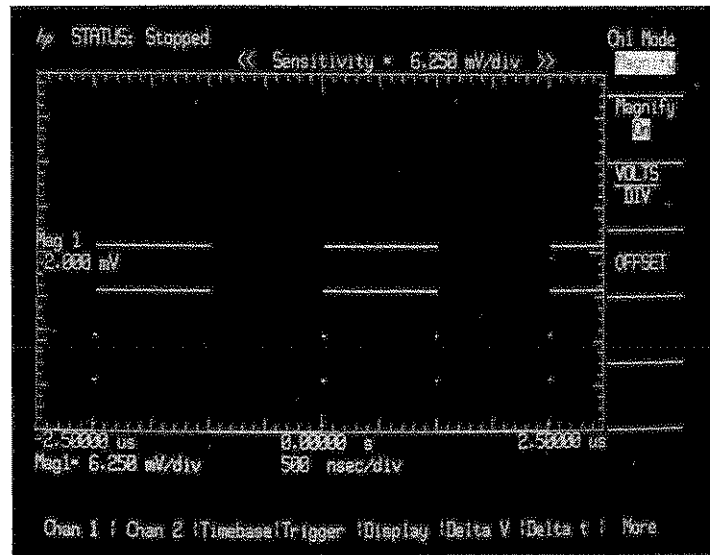 hp STATUS: Stopped
Ch1 Mode
<< Sensitivity = 6.250 mV/div >>
Magnify
On
VOLTS
DIV
Mag 1
-2.000 mV
OFFSET
-2.50000 us 0.00000 s 2.50000 us
Mag1= 6.250 mV/div 500 nsec/div
Chan 1 | Chan 2 |Timebase|Trigger |Display |Delta V |Delta t | More